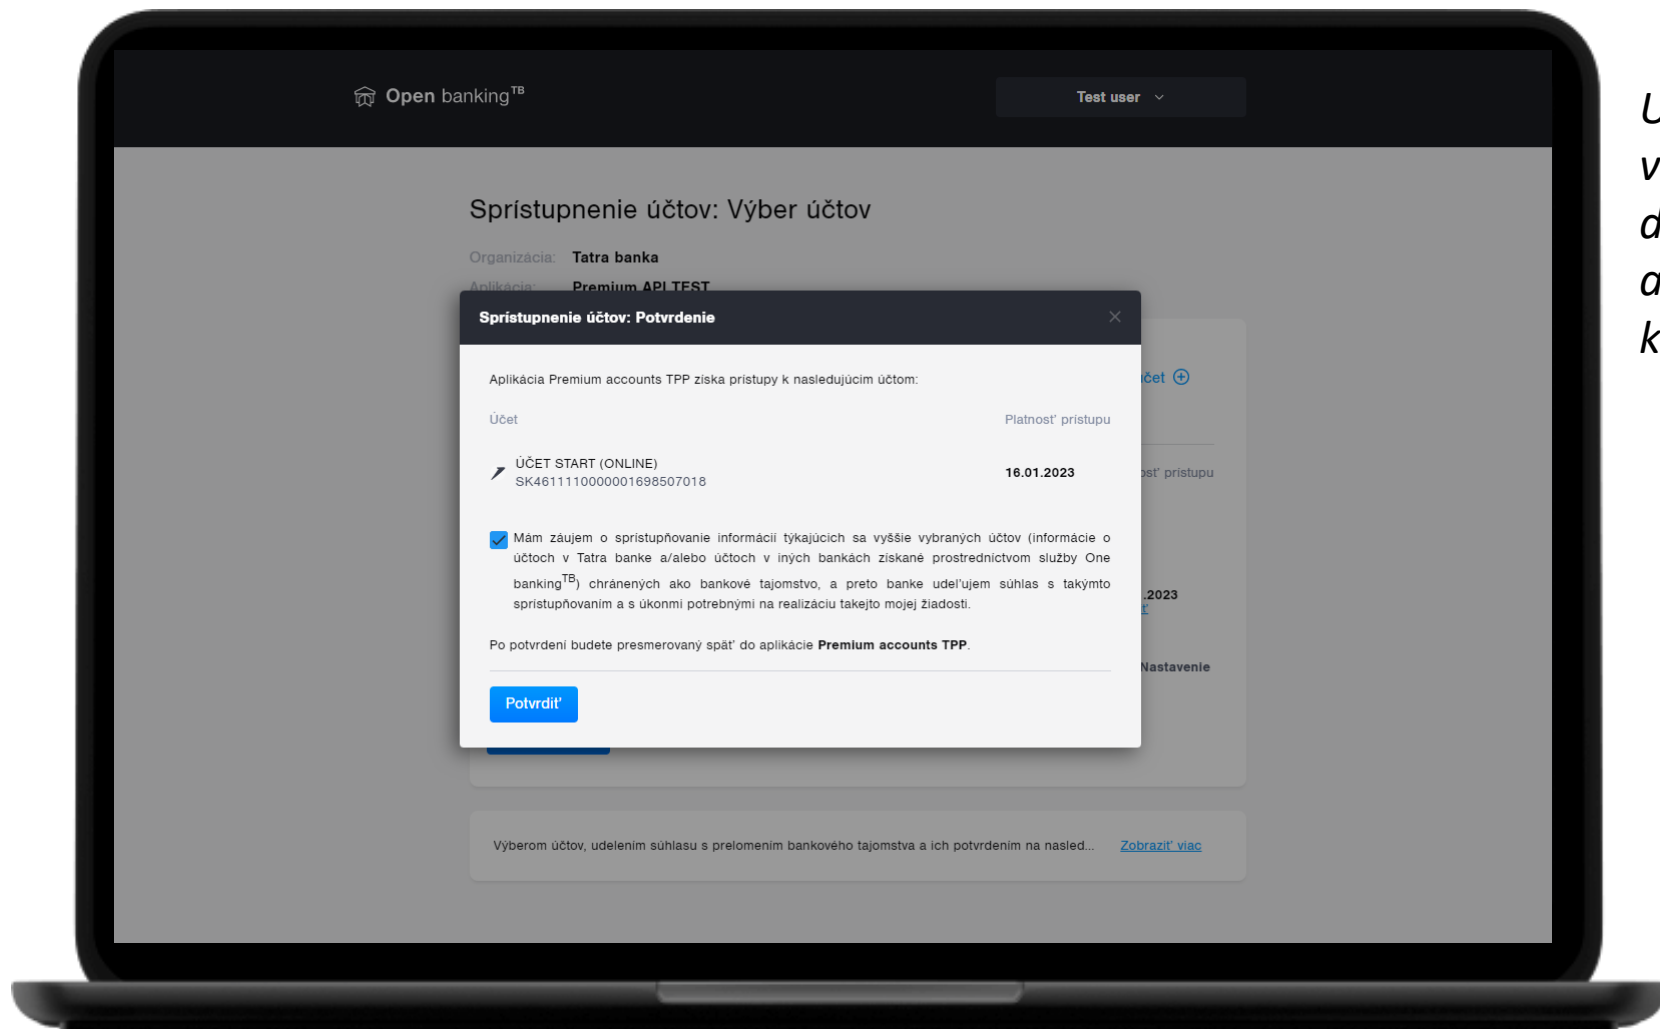 Open banking TB
Test user
Sprístupnenie účtov: Výber účtov
Organizácia: Tatra banka
Aplikácia: Premium API TEST
Sprístupnenie účtov: Potvrdenie
Aplikácia Premium accounts TPP získa prístupy k nasledujúcim účtom:
Účet Platnosť prístupu
ÚČET START (ONLINE)
SK4611110000001698507018
16.01.2023
Mám záujem o sprístupňovanie informácií týkajúcich sa vyššie vybraných účtov (informácie o
účtoch v Tatra banke a/alebo účtoch v iných bankách získané prostredníctvom služby One
banking TB) chránených ako bankové tajomstvo, a preto banke udeľujem súhlas s takýmto
sprístupňovaním a s úkonmi potrebnými na realizáciu takejto mojej žiadosti.
Po potvrdení budete presmerovaný späť do aplikácie Premium accounts TPP.
Potvrdiť
prístupu
.2023
Nastavenie
Výberom účtov, udelením súhlasu s prelomením bankového tajomstva a ich potvrdením na nasled... Zobraziť viac